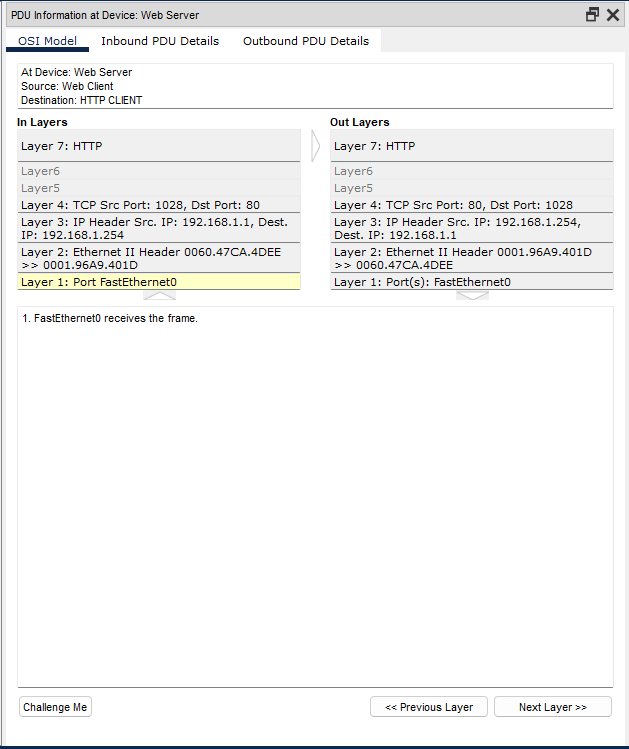 PDU Information at Device: Web Server
OSI Model Inbound PDU Details Outbound PDU Details
At Device: Web Server
Source: Web Client
Destination: HTTP CLIENT
In Layers
Layer 7: HTTP
Layer6
Layer5
Layer 4: TCP Src Port: 1028, Dst Port: 80
Layer 3: IP Header Src. IP: 192.168.1.1, Dest.
IP: 192.168.1.254
Layer 2: Ethernet II Header 0060.47CA.4DEE
>> 0001.96A9.401D
Layer 1: Port FastEthernet0
Out Layers
Layer 7: HTTP
Layer6
Layer5
Layer 4: TCP Src Port: 80, Dst Port: 1028
Layer 3: IP Header Src. IP: 192.168.1.254,
Dest. IP: 192.168.1.1
Layer 2: Ethernet II Header 0001.96A9.401D
>> 0060.47CA.4DEE
Layer 1: Port(s): FastEthernet0
1. FastEthernet0 receives the frame.
Challenge Me << Previous Layer Next Layer >>